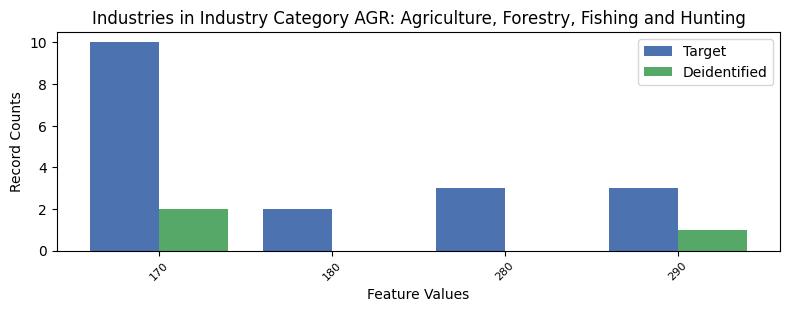 Industries in Industry Category AGR: Agriculture, Forestry, Fishing and Hunting
Target
Deidentified
Record Counts
10
8
6
4
2
0
170
180
280
290
Feature Values